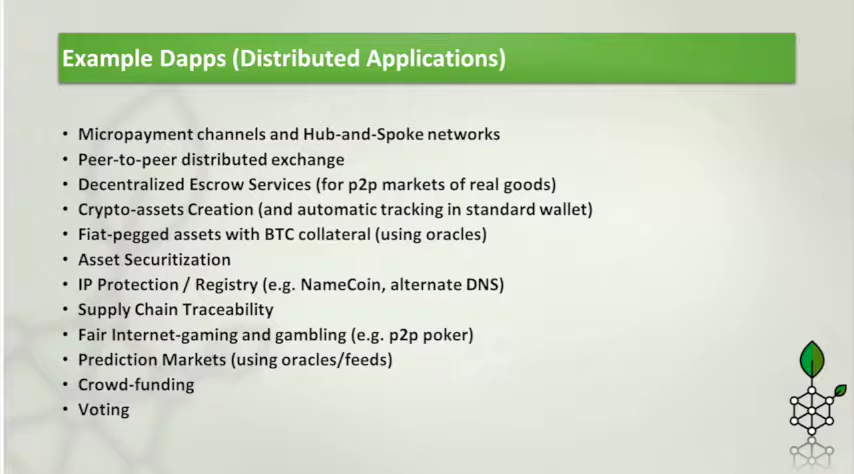 Example Dapps (Distributed Applications)
• Micropayment channels and Hub-and-Spoke networks
• Peer-to-peer distributed exchange
• Decentralized Escrow Services (for p2p markets of real goods)
• Crypto-assets Creation (and automatic tracking in standard wallet)
• Fiat-pegged assets with BTC collateral (using oracles)
• Asset Securitization
• IP Protection / Registry (e.g. NameCoin, alternate DNS)
• Supply Chain Traceability
• Fair Internet-gaming and gambling (e.g. p2p poker)
• Prediction Markets (using oracles/feeds)
• Crowd-funding
• Voting